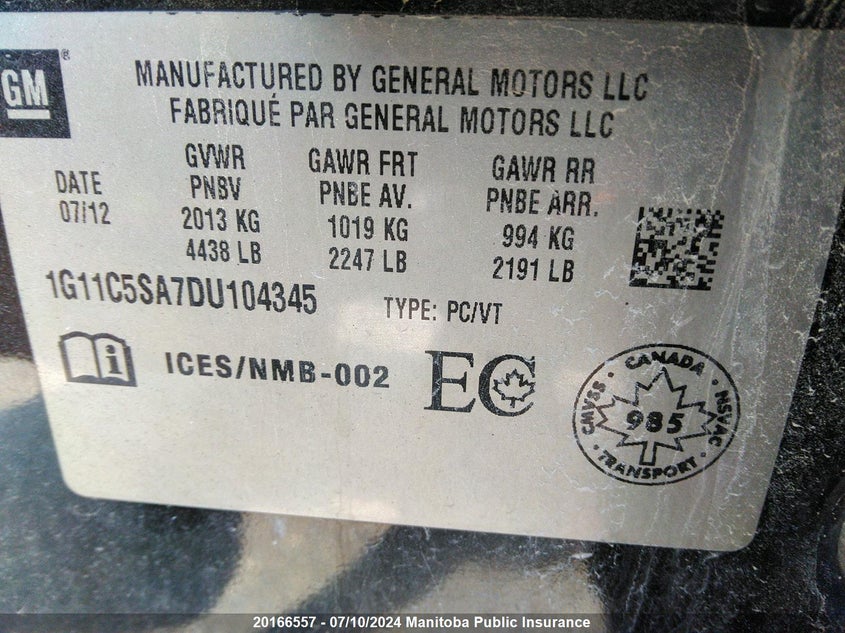 GM
MANUFACTURED BY GENERAL MOTORS LLC
FABRIQUÉ PAR GENERAL MOTORS LLC
DATE
07/12
GVWR
PNBV
2013 KG
4438 LB
GAWR FRT
PNBE AV.
1019 KG
2247 LB
GAWR RR
PNBE ARR.
994 KG
2191 LB
1G11C5SA7DU104345
TYPE: PC/VT
i
ICES/NMB-002
EC
CANADA
CMVSS · NSVAC
985
TRANSPORT
20166557 - 07/10/2024 Manitoba Public Insurance